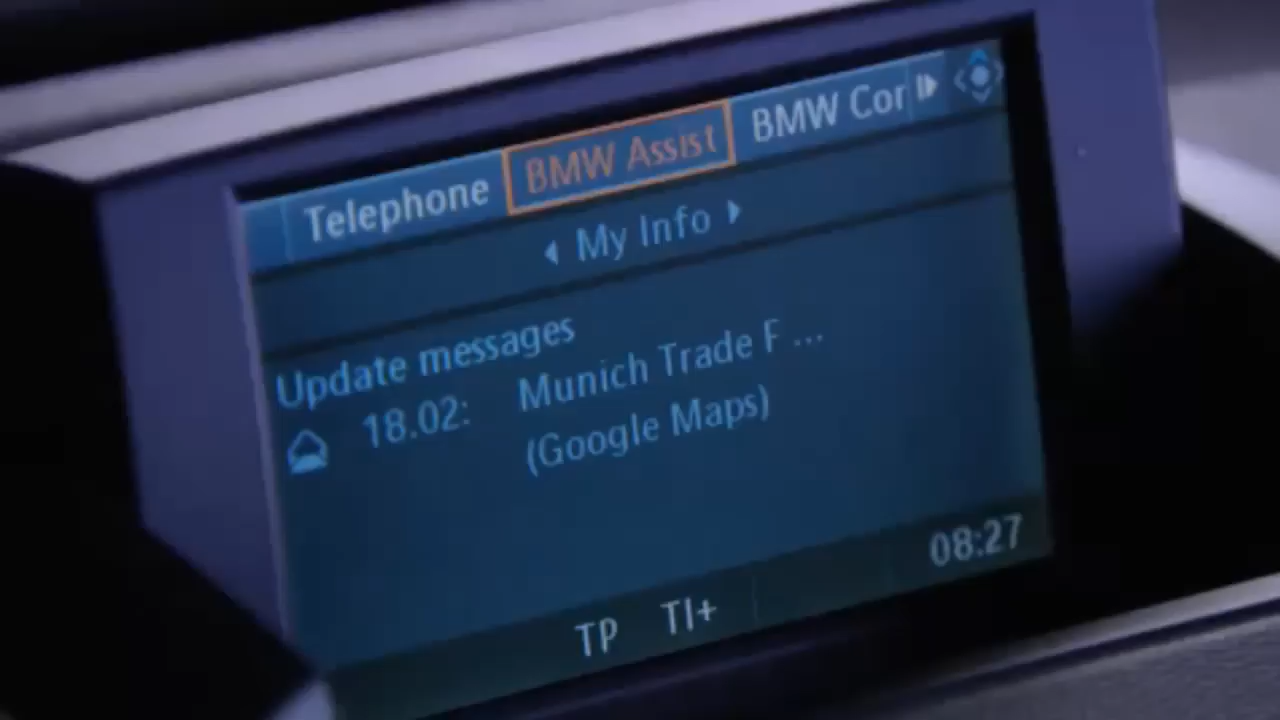 Telephone BMW Assist BMW Cor
My Info
Update messages
18.02: Munich Trade F ...
(Google Maps)
08:27
TP TI+